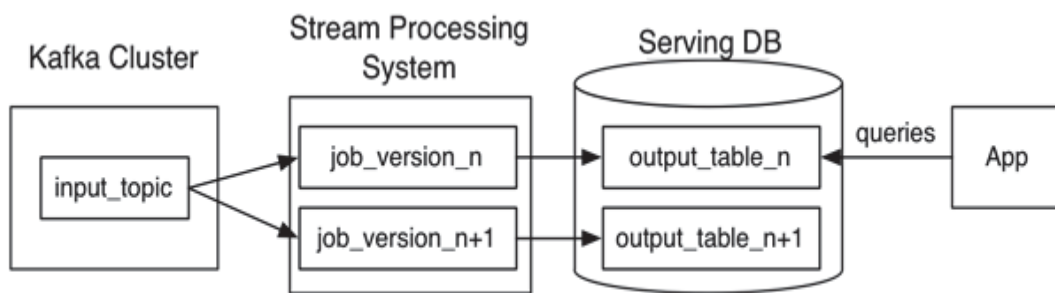 Kafka Cluster
Stream Processing
System
Serving DB
input_topic
job_version_n
job_version_n+1
output_table_n
output_table_n+1
queries
App